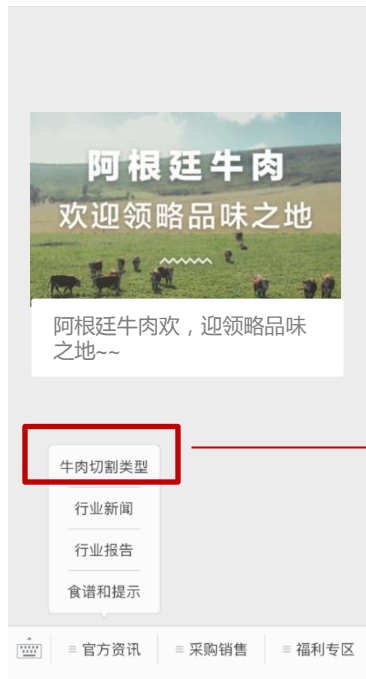 阿根廷牛肉
欢迎领略品味之地
阿根廷牛肉欢，迎领略品味
之地~~
牛肉切割类型
行业新闻
行业报告
食谱和提示
官方资讯
采购销售
福利专区